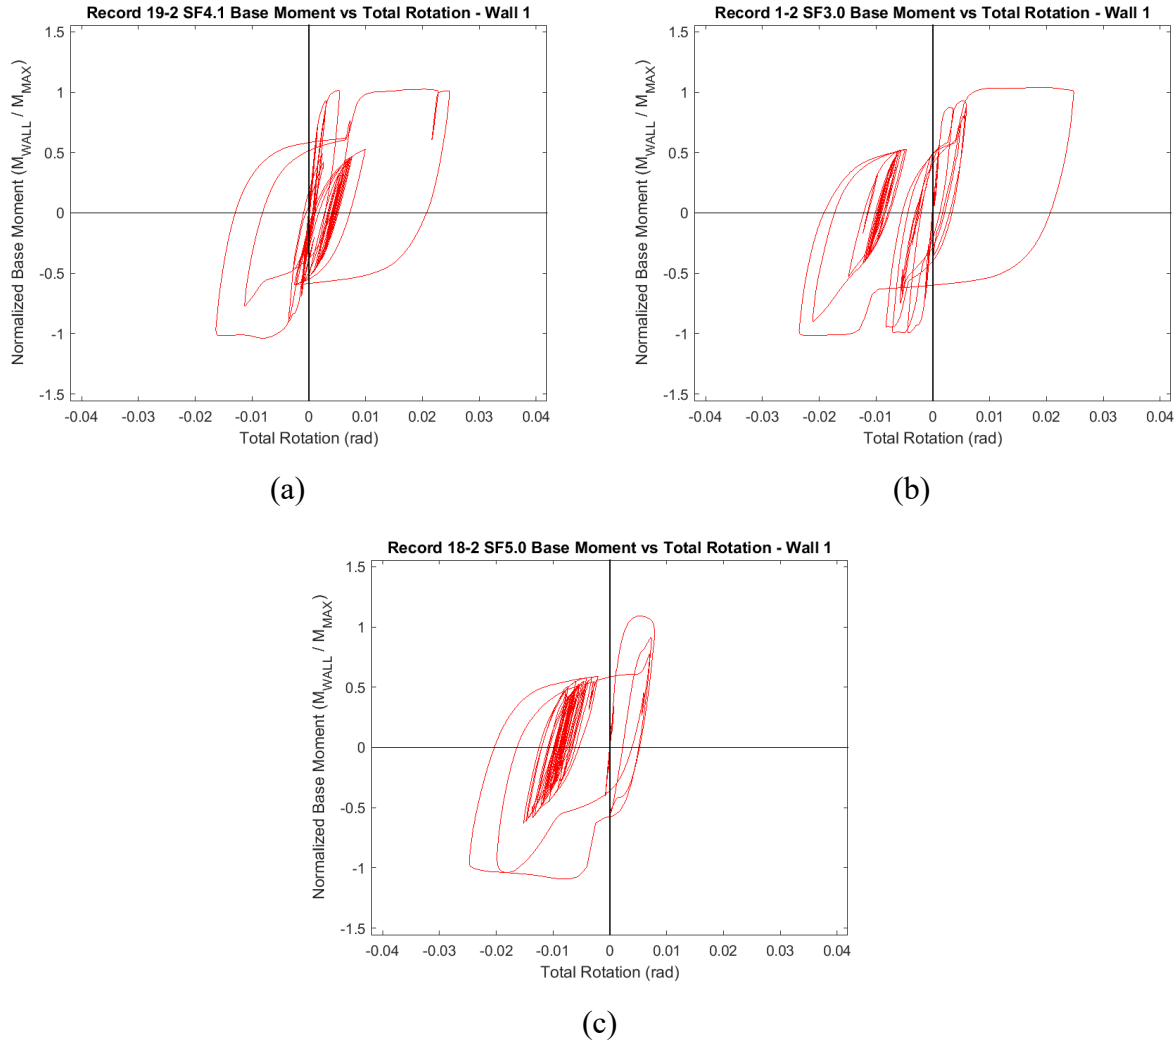 Record 19-2 SF4.1 Base Moment vs Total Rotation - Wall 1
Normalized Base Moment (M_WALL / M_MAX)
1.5
1
0.5
0
-0.5
-1
-1.5
-0.04 -0.03 -0.02 -0.01 0 0.01 0.02 0.03 0.04
Total Rotation (rad)
(a)
Record 1-2 SF3.0 Base Moment vs Total Rotation - Wall 1
Normalized Base Moment (M_WALL / M_MAX)
1.5
1
0.5
0
-0.5
-1
-1.5
-0.04 -0.03 -0.02 -0.01 0 0.01 0.02 0.03 0.04
Total Rotation (rad)
(b)
Record 18-2 SF5.0 Base Moment vs Total Rotation - Wall 1
Normalized Base Moment (M_WALL / M_MAX)
1.5
1
0.5
0
-0.5
-1
-1.5
-0.04 -0.03 -0.02 -0.01 0 0.01 0.02 0.03 0.04
Total Rotation (rad)
(c)